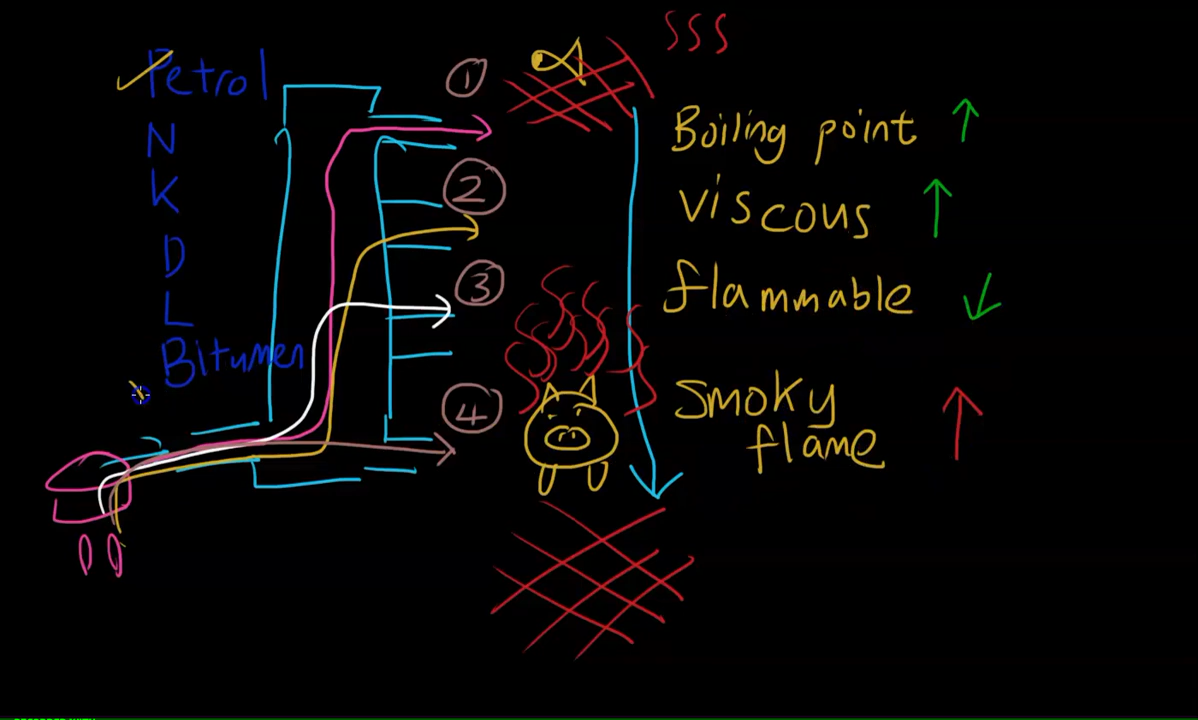 Petrol
N
K
D
L
Bitumen
1
2
3
4
Boiling point ↑
Viscous ↑
flammable ↓
Smoky
flame ↑